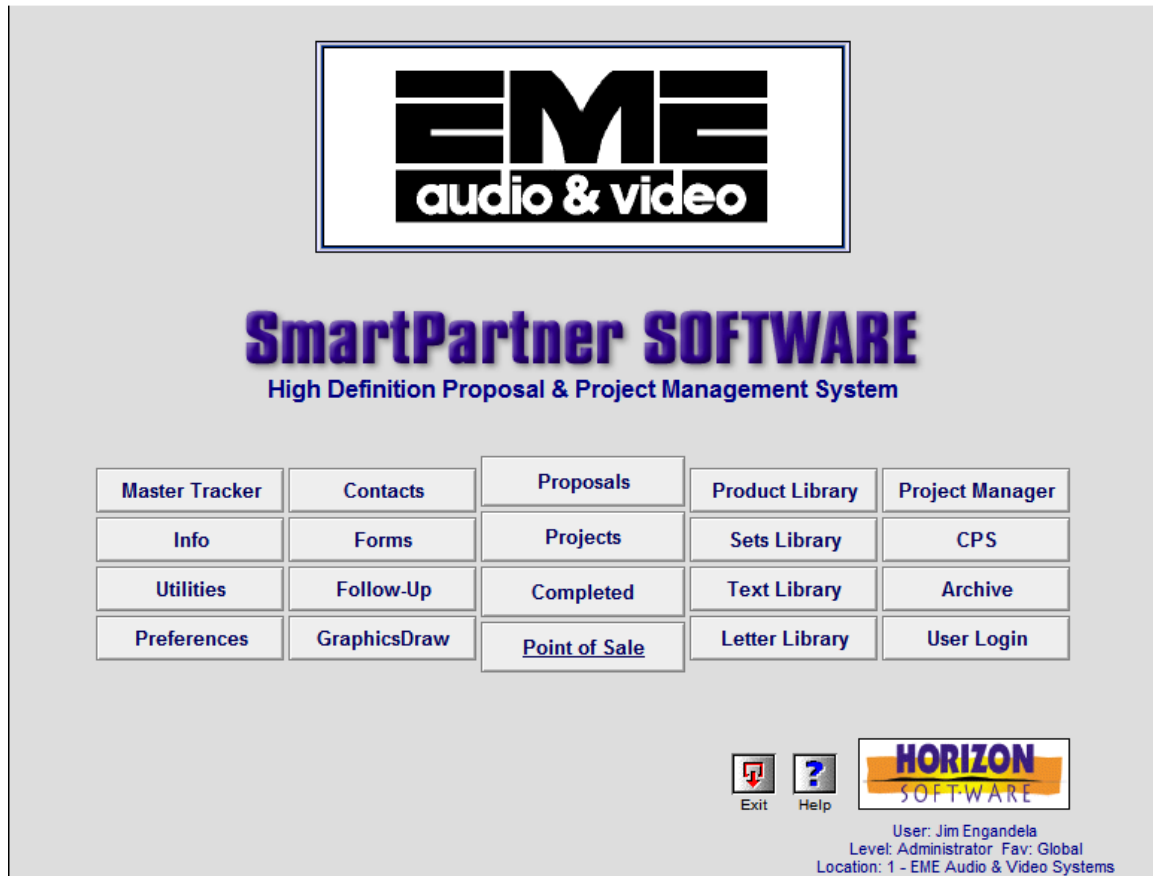 EME
audio & video
SmartPartner SOFTWARE
High Definition Proposal & Project Management System
Master Tracker
Contacts
Proposals
Product Library
Project Manager
Info
Forms
Projects
Sets Library
CPS
Utilities
Follow-Up
Completed
Text Library
Archive
Preferences
GraphicsDraw
Point of Sale
Letter Library
User Login
Exit
?
Help
HORIZON
SOFT·WARE
User: Jim Engandela
Level: Administrator Fav: Global
Location: 1 - EME Audio & Video Systems